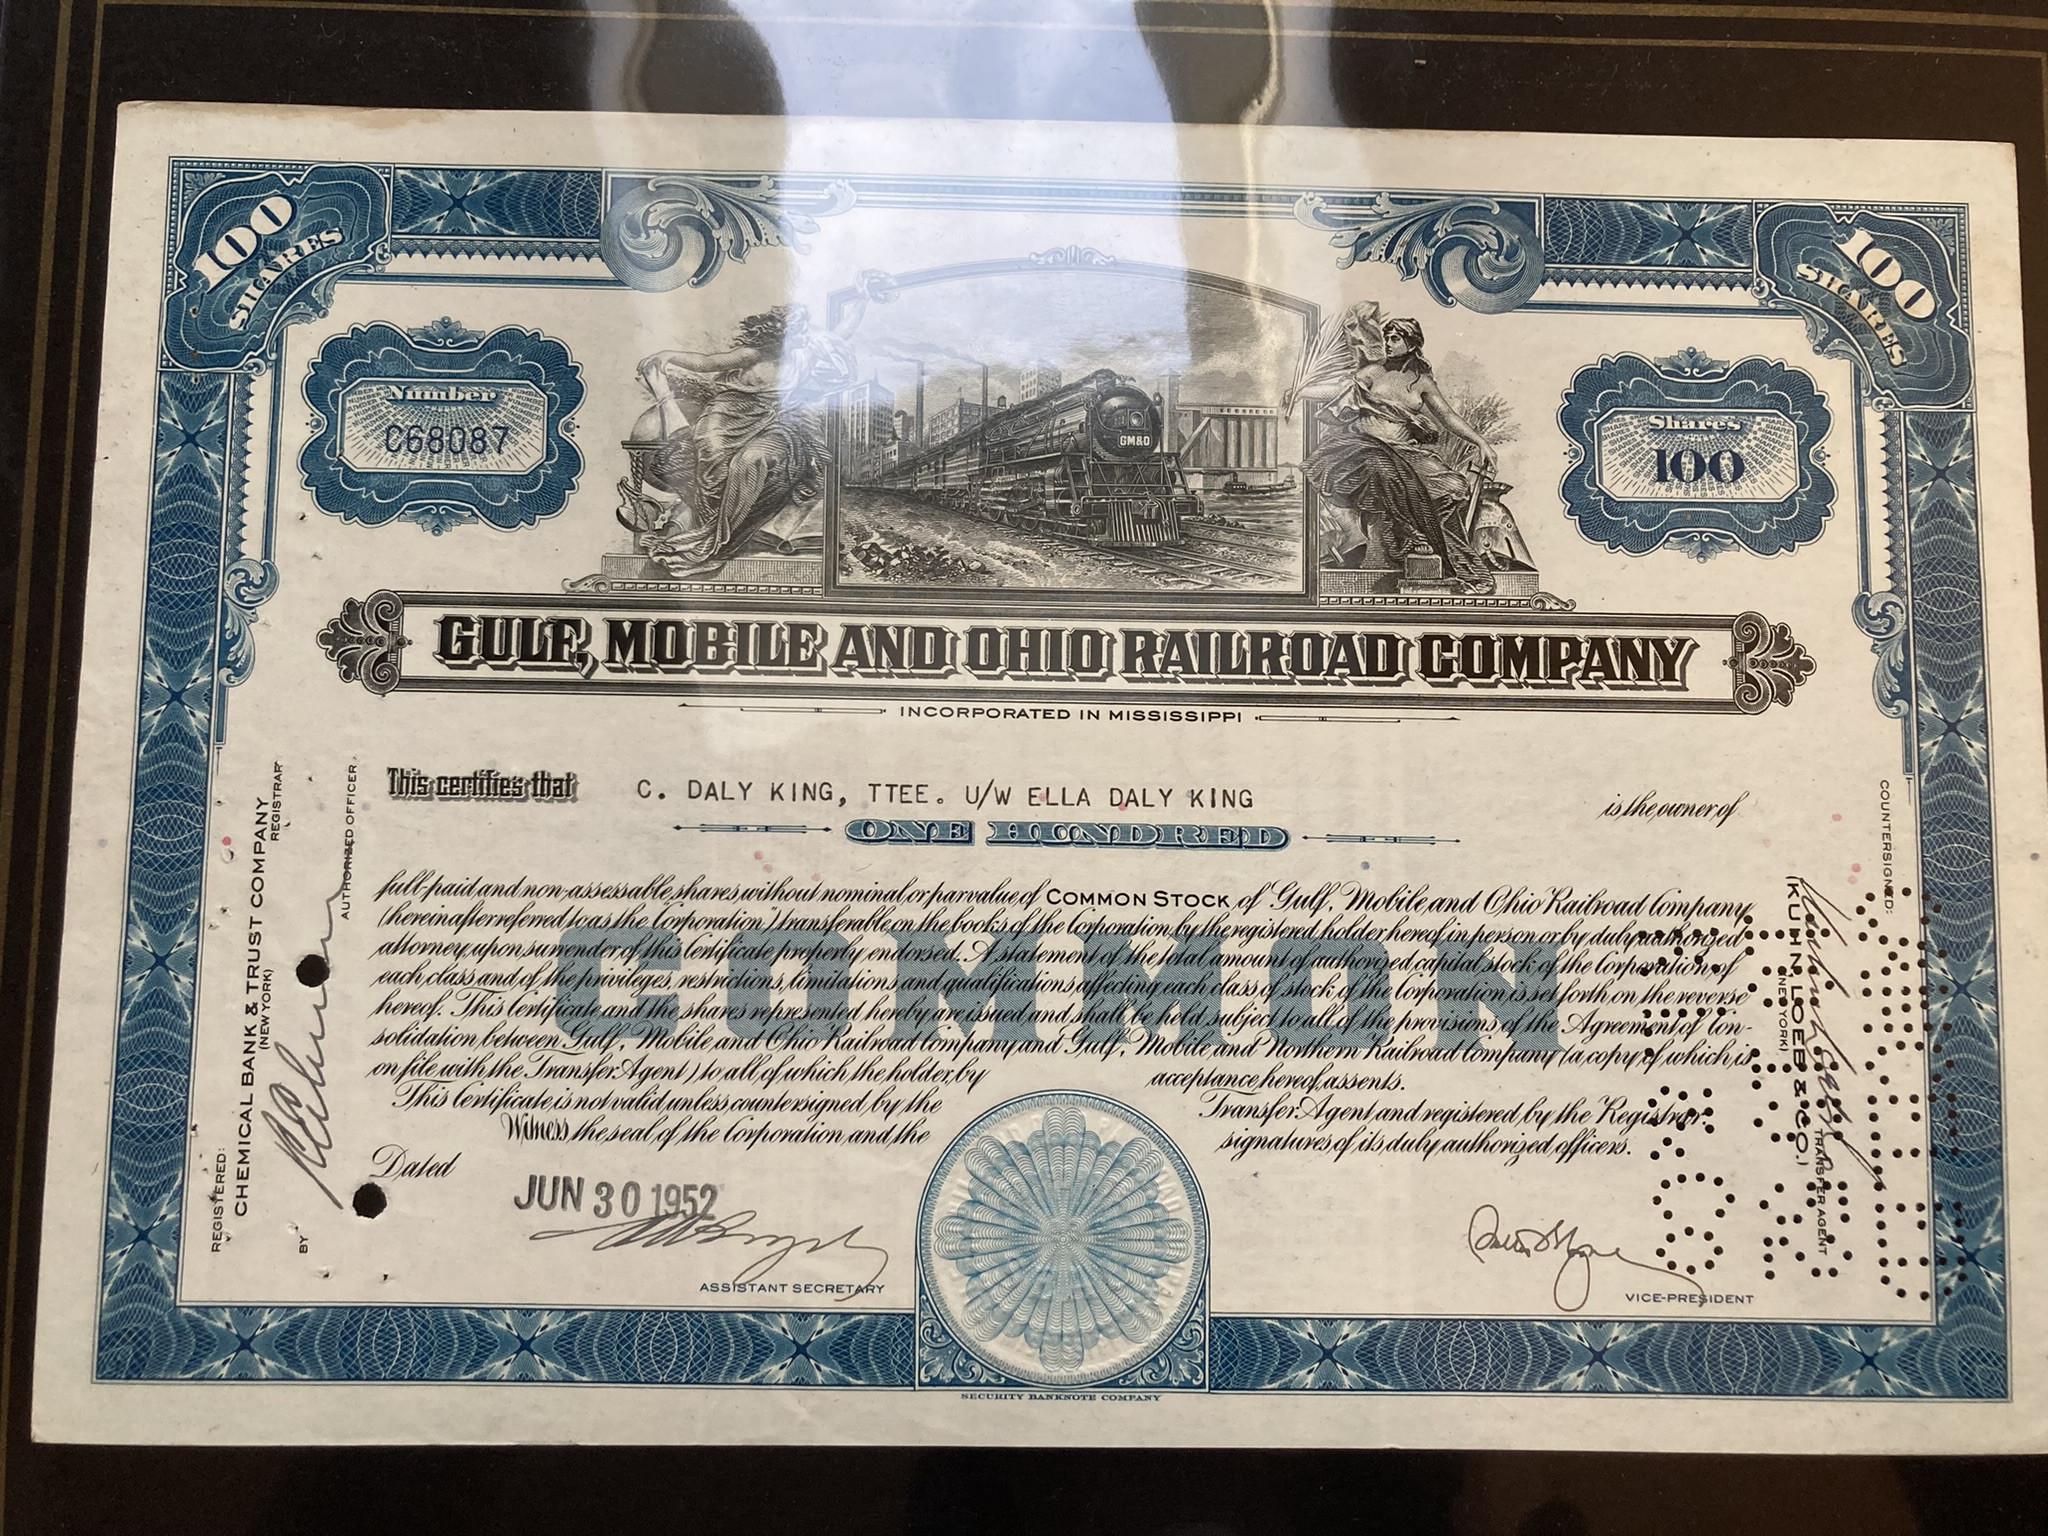 100 SHARES
100 SHARES
Number
C68087
GM&O
Shares
100
GULF, MOBILE AND OHIO RAILROAD COMPANY
INCORPORATED IN MISSISSIPPI
This certifies that C. DALY KING, TTEE. U/W ELLA DALY KING is the owner of
ONE HUNDRED
full-paid and non-assessable shares without nominal or par value of COMMON STOCK of Gulf, Mobile and Ohio Railroad Company
(hereinafter referred to as the "Corporation") transferable on the books of the Corporation by the registered holder hereof in person or by duly authorized
attorney upon surrender of this Certificate properly endorsed. A statement of the total amount of authorized capital stock of the Corporation of
each class and of the privileges, restrictions, limitations and qualifications affecting each class of stock of the Corporation is set forth on the reverse
hereof. This Certificate and the shares represented hereby are issued and shall be held subject to all of the provisions of the Agreement of Con-
solidation between Gulf, Mobile and Ohio Railroad Company and Gulf, Mobile and Northern Railroad Company (a copy of which is
on file with the Transfer Agent) to all of which the holder, by acceptance hereof, assents.
This Certificate is not valid unless countersigned by the Transfer Agent and registered by the Registrar.
Witness the seal of the Corporation and the signatures of its duly authorized officers.
Dated
JUN 30 1952
ASSISTANT SECRETARY
VICE-PRESIDENT
SECURITY BANKNOTE COMPANY
REGISTERED:
CHEMICAL BANK & TRUST COMPANY
(NEW YORK)
REGISTRAR
BY
AUTHORIZED OFFICER
COUNTERSIGNED:
(KUHN, LOEB & CO.)
(NEW YORK)
TRANSFER AGENT